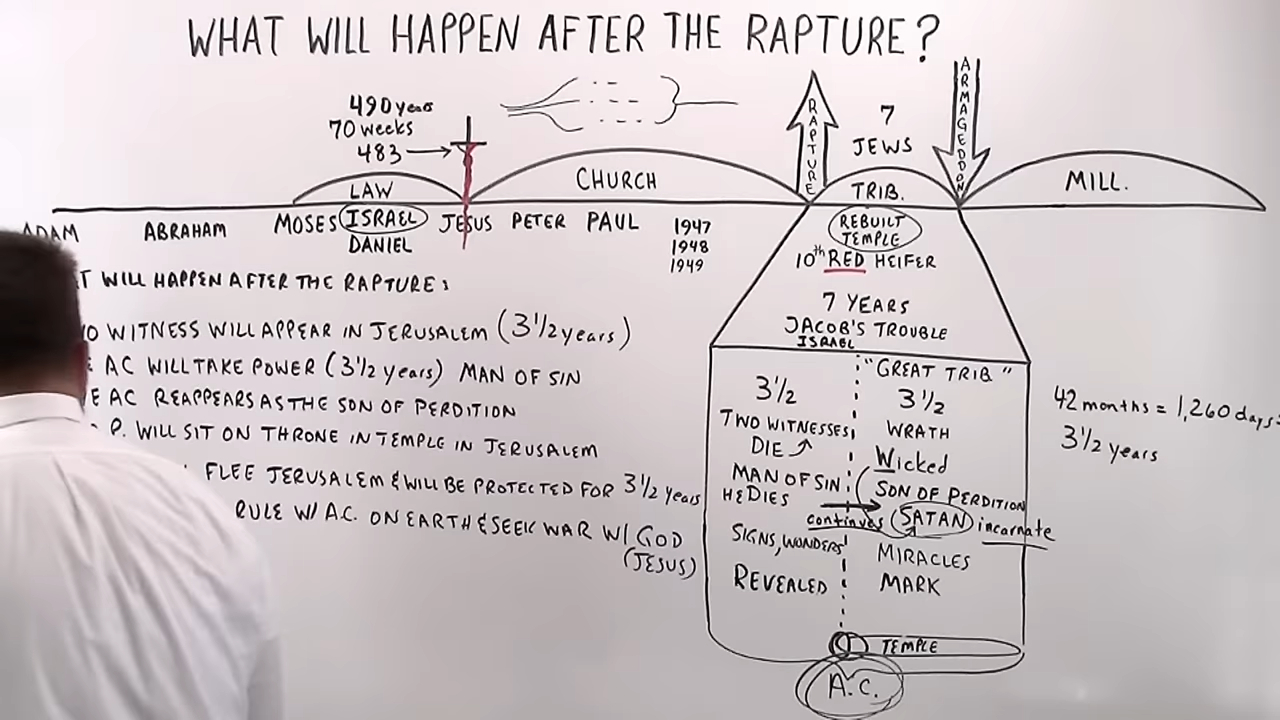 WHAT WILL HAPPEN AFTER THE RAPTURE?
490 years
70 weeks
483
LAW
CHURCH
RAPTURE
7
JEWS
TRIB.
ARMAGEDDON
MILL.
ADAM ABRAHAM MOSES ISRAEL JESUS PETER PAUL
DANIEL
1947
1948
1949
REBUILT
TEMPLE
10th RED HEIFER
7 YEARS
JACOB'S TROUBLE
ISRAEL
WILL HAPPEN AFTER THE RAPTURE:
WITNESS WILL APPEAR IN JERUSALEM (3 1/2 years)
AC WILL TAKE POWER (3 1/2 years) MAN OF SIN
AC REAPPEARS AS THE SON OF PERDITION
P. WILL SIT ON THRONE IN TEMPLE IN JERUSALEM
FLEE JERUSALEM & WILL BE PROTECTED FOR 3 1/2 years
RULE W/ A.C. ON EARTH & SEEK WAR W/ GOD
(JESUS)
3 1/2
TWO WITNESSES
DIE
MAN OF SIN
HE DIES
continues
SIGNS, WONDERS
REVEALED
"GREAT TRIB"
3 1/2
WRATH
Wicked
SON OF PERDITION
SATAN incarnate
MIRACLES
MARK
TEMPLE
A.C.
42 months = 1,260 days =
3 1/2 years